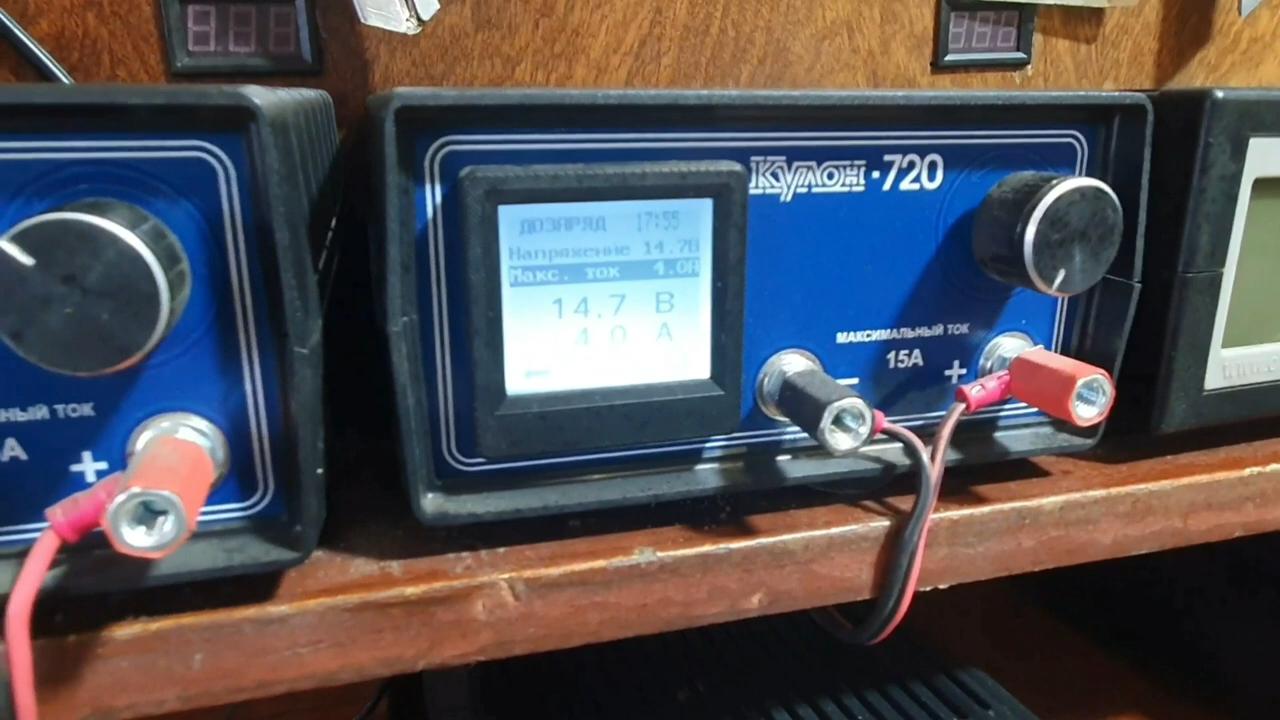 КУЛОН-720
ДОЗАРЯД 17:55
Напряжение 14.7В
Макс. ток 4.0А
14.7 В
4.0 А
МАКСИМАЛЬНЫЙ ТОК
15А
− +
НЫЙ ТОК
А
+